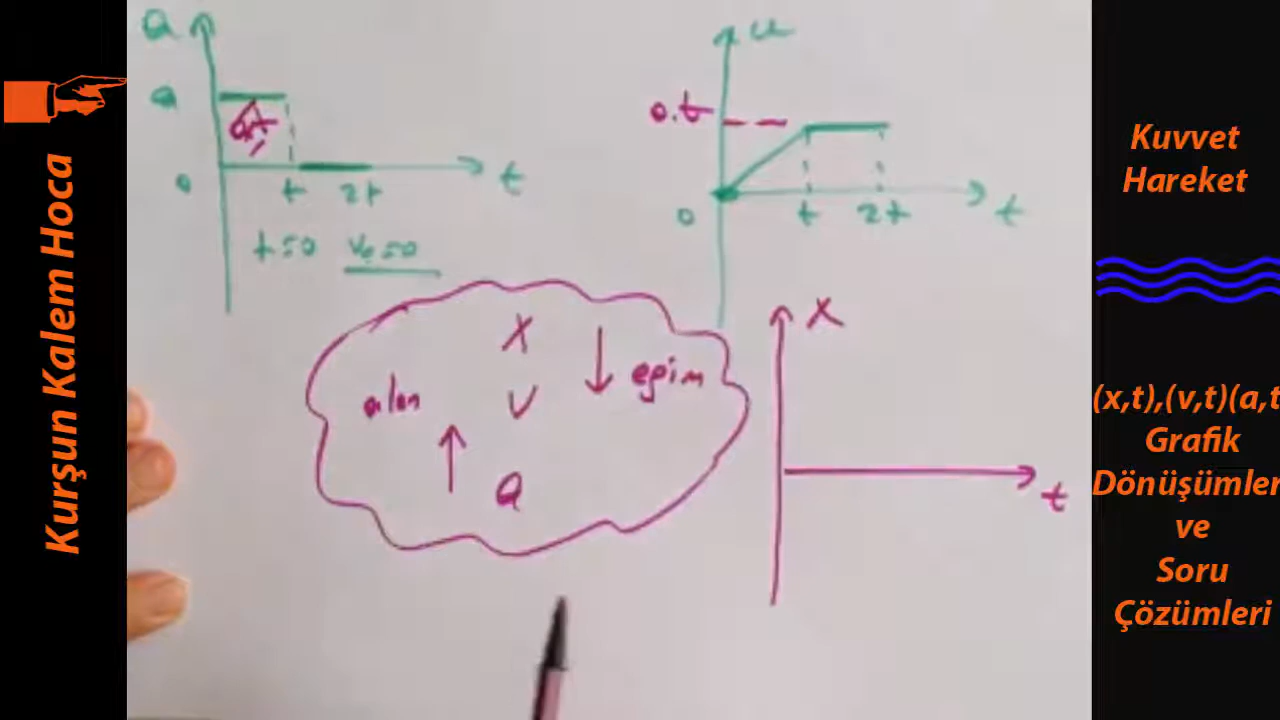 Kurşun Kalem Hoca
a
a
at
0
t
2t
t
t=0 V₀=0
v
a.t
0
t
2t
t
X
V
a
alan
eğim
X
t
Kuvvet
Hareket
(x,t),(v,t)(a,t
Grafik
Dönüşümler
ve
Soru
Çözümleri